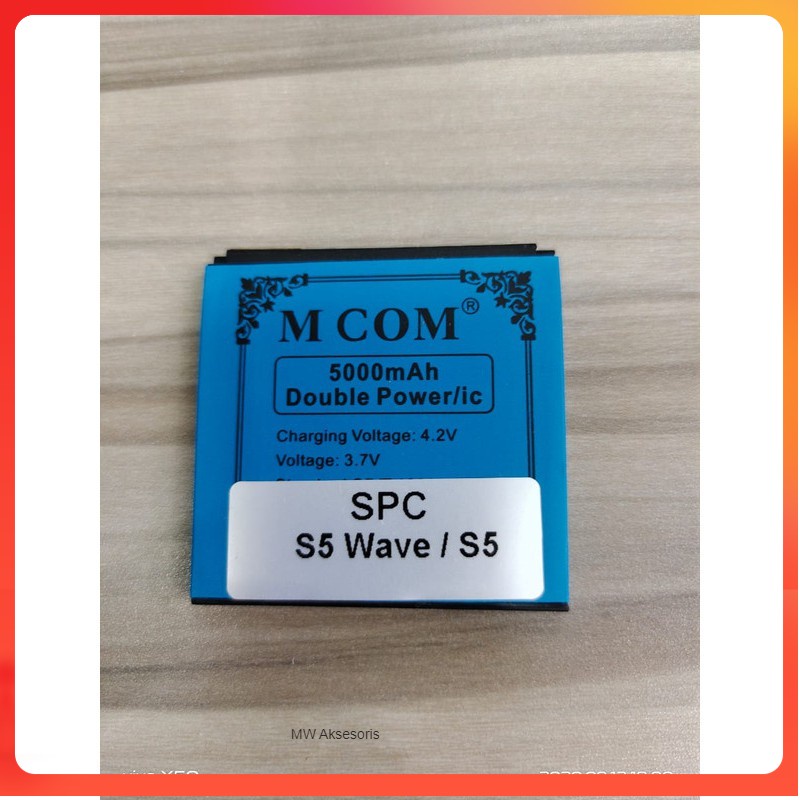 M COM®
5000mAh
Double Power/ic
Charging Voltage: 4.2V
Voltage: 3.7V
SPC
S5 Wave / S5
MW Aksesoris